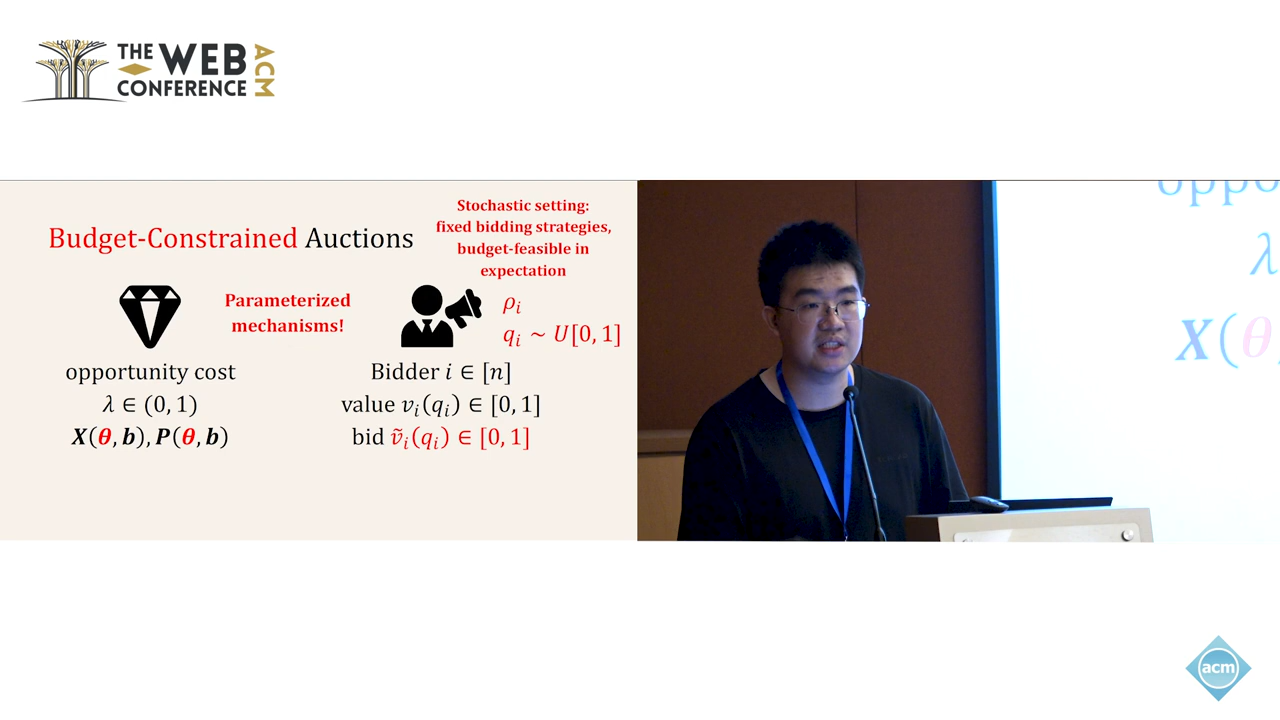 THE WEB
CONFERENCE
ACM
Stochastic setting:
fixed bidding strategies,
budget-feasible in
expectation
Budget-Constrained Auctions
Parameterized
mechanisms!
ρᵢ
qᵢ ~ U[0, 1]
opportunity cost
λ ∈ (0, 1)
X(θ, b), P(θ, b)
Bidder i ∈ [n]
value vᵢ(qᵢ) ∈ [0, 1]
bid ṽᵢ(qᵢ) ∈ [0, 1]
oppo
λ
X(θ
acm